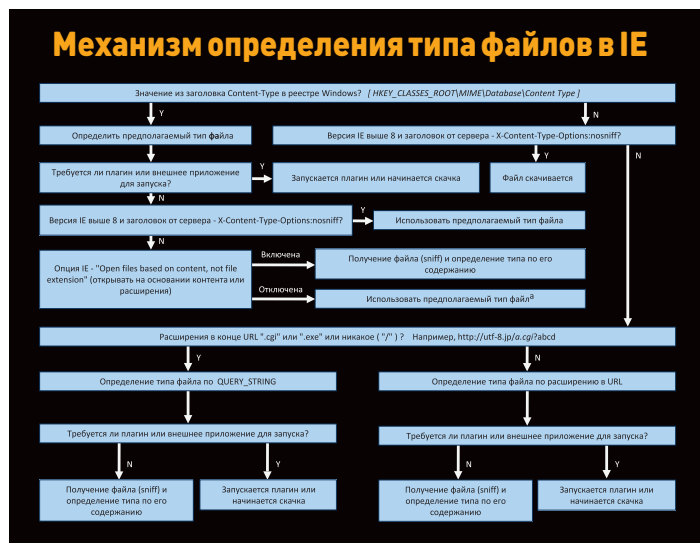 Механизм определения типа файлов в IE
Значение из заголовка Content-Type в реестре Windows? [ HKEY_CLASSES_ROOT\MIME\Database\Content Type ]
Y
N
Определить предполагаемый тип файла
Версия IE выше 8 и заголовок от сервера - X-Content-Type-Options:nosniff?
Y
N
Требуется ли плагин или внешнее приложение
для запуска?
Y
Запускается плагин или начинается скачка
Файл скачивается
N
Версия IE выше 8 и заголовок от сервера - X-Content-Type-Options:nosniff?
Y
Использовать предполагаемый тип файла
N
Опция IE - "Open files based on content, not file
extension" (открывать на основании контента или
расширения)
Включена
Получение файла (sniff) и определение типа по его
содержанию
Отключена
Использовать предполагаемый тип файлa
Расширения в конце URL ".cgi" или ".exe" или никакое ( "/" ) ? Например, http://utf-8.jp/a.cgi?abcd
Y
N
Определение типа файла по QUERY_STRING
Определение типа файла по расширению в URL
Требуется ли плагин или внешнее приложение для запуска?
Требуется ли плагин или внешнее приложение для запуска?
N
Y
N
Y
Получение файла (sniff) и
определение типа по его
содержанию
Запускается плагин или
начинается скачка
Получение файла (sniff) и
определение типа по его
содержанию
Запускается плагин или
начинается скачка